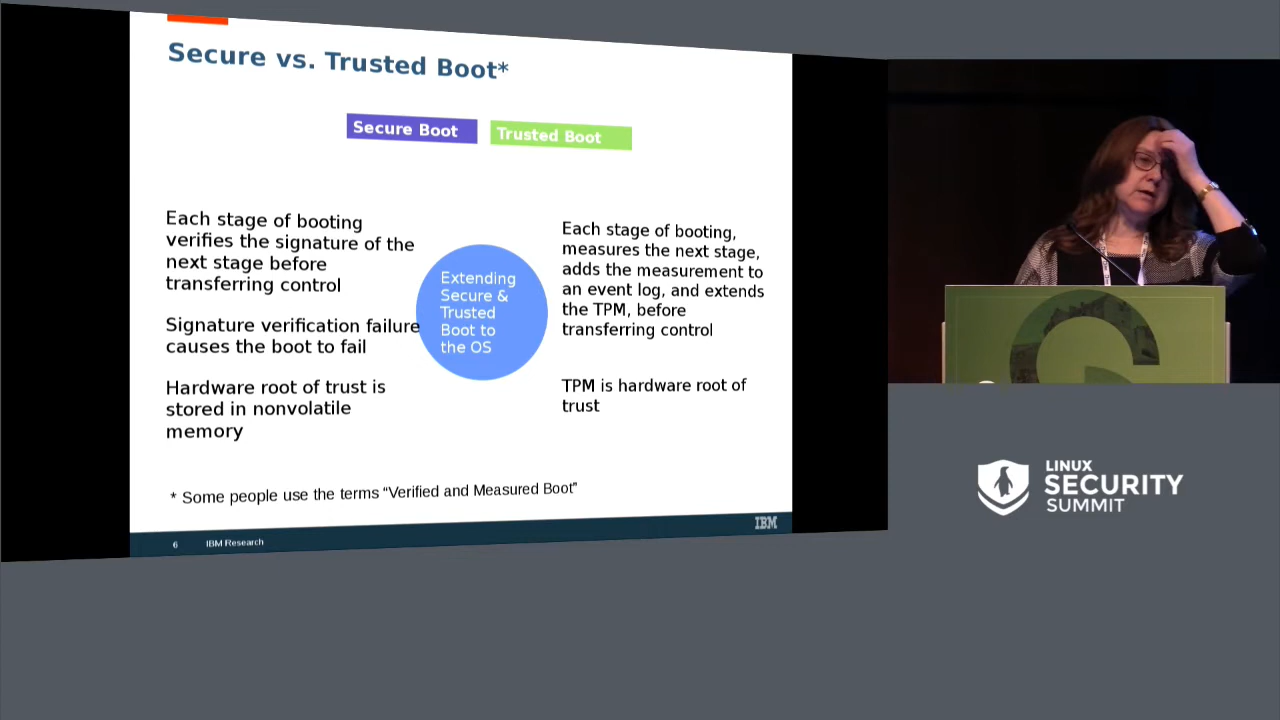 Secure vs. Trusted Boot*
Secure Boot
Trusted Boot
Each stage of booting
verifies the signature of the
next stage before
transferring control
Signature verification failure
causes the boot to fail
Hardware root of trust is
stored in nonvolatile
memory
Extending
Secure &
Trusted
Boot to
the OS
Each stage of booting,
measures the next stage,
adds the measurement to
an event log, and extends
the TPM, before
transferring control
TPM is hardware root of
trust
* Some people use the terms “Verified and Measured Boot”
6 IBM Research
IBM
LINUX
SECURITY
SUMMIT